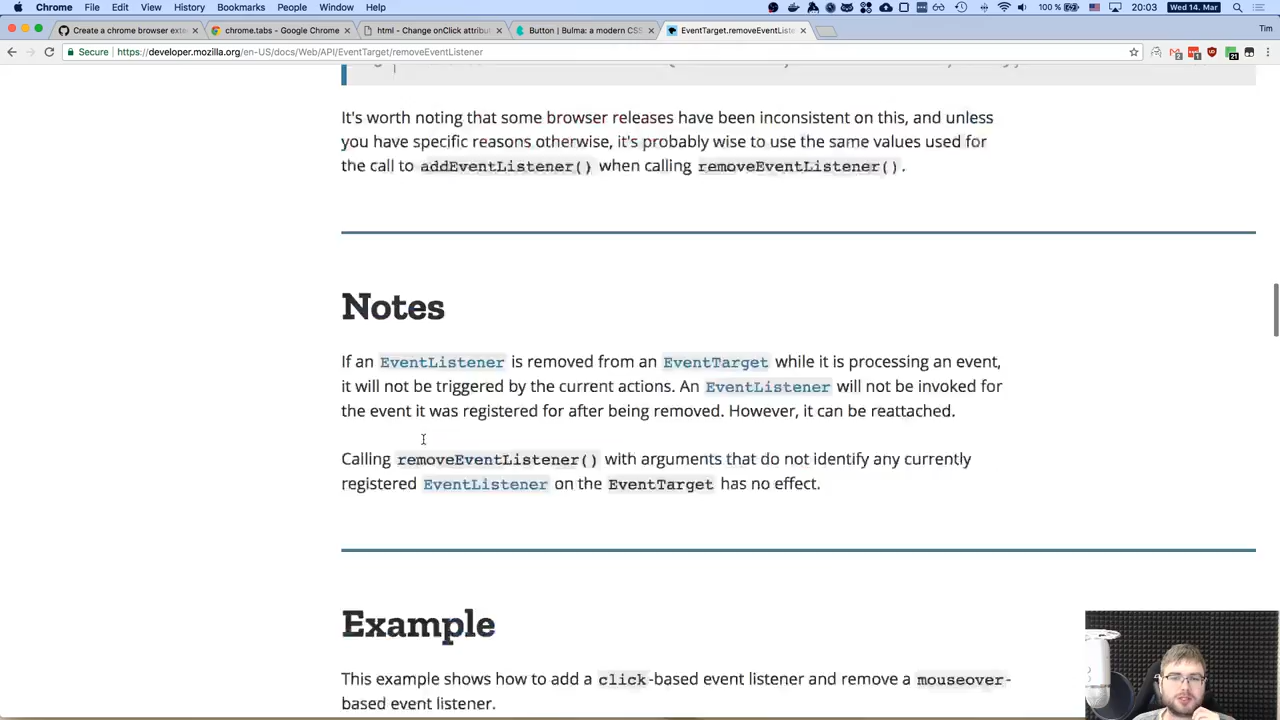 Chrome File Edit View History Bookmarks People Window Help 100 % Wed 14. Mar 20:03
Create a chrome browser exte chrome.tabs - Google Chrome html - Change onClick attribut Button | Bulma: a modern CSS EventTarget.removeEventListe Tim
Secure https://developer.mozilla.org/en-US/docs/Web/API/EventTarget/removeEventListener
It's worth noting that some browser releases have been inconsistent on this, and unless
you have specific reasons otherwise, it's probably wise to use the same values used for
the call to addEventListener() when calling removeEventListener().
Notes
If an EventListener is removed from an EventTarget while it is processing an event,
it will not be triggered by the current actions. An EventListener will not be invoked for
the event it was registered for after being removed. However, it can be reattached.
Calling removeEventListener() with arguments that do not identify any currently
registered EventListener on the EventTarget has no effect.
Example
This example shows how to add a click-based event listener and remove a mouseover-
based event listener.